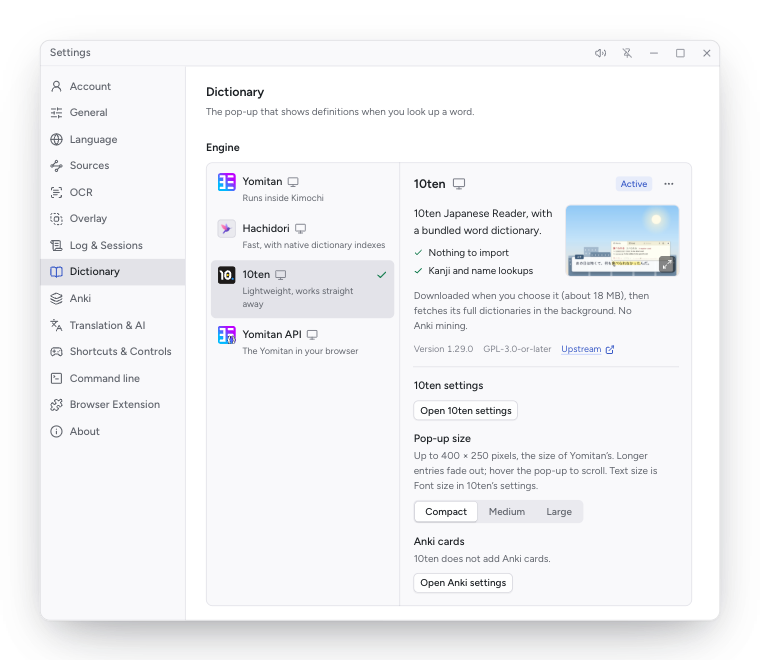 Settings
Account
General
Language
Sources
OCR
Overlay
Log & Sessions
Dictionary
Anki
Translation & AI
Shortcuts & Controls
Command line
Browser Extension
About
Dictionary
The pop-up that shows definitions when you look up a word.
Engine
Yomitan
Runs inside Kimochi
Hachidori
Fast, with native dictionary indexes
10ten
Lightweight, works straight
away
Yomitan API
The Yomitan in your browser
10ten
Active
10ten Japanese Reader, with
a bundled word dictionary.
Nothing to import
Kanji and name lookups
Downloaded when you choose it (about 18 MB), then
fetches its full dictionaries in the background. No
Anki mining.
Version 1.29.0 GPL-3.0-or-later Upstream
10ten settings
Open 10ten settings
Pop-up size
Up to 400 × 250 pixels, the size of Yomitan's. Longer
entries fade out; hover the pop-up to scroll. Text size is
Font size in 10ten's settings.
Compact Medium Large
Anki cards
10ten does not add Anki cards.
Open Anki settings